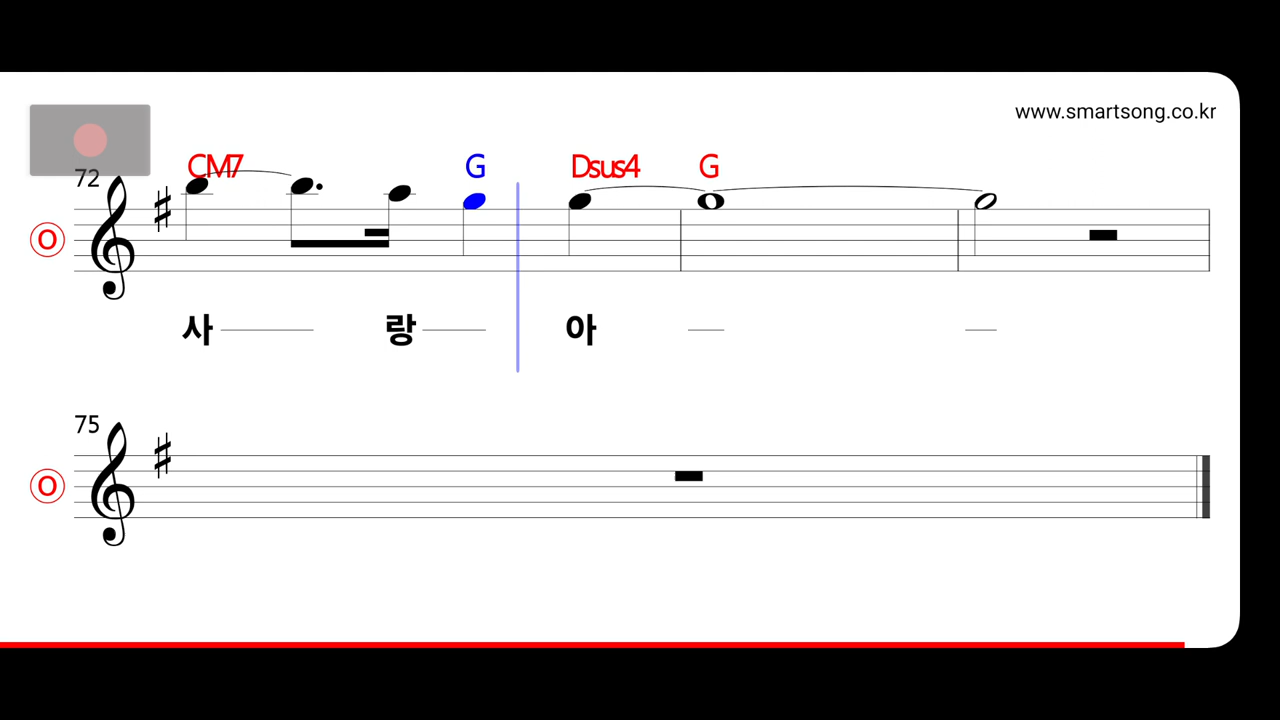 www.smartsong.co.kr
CM7 G Dsus4 G
72
O
사 랑 아
75
O